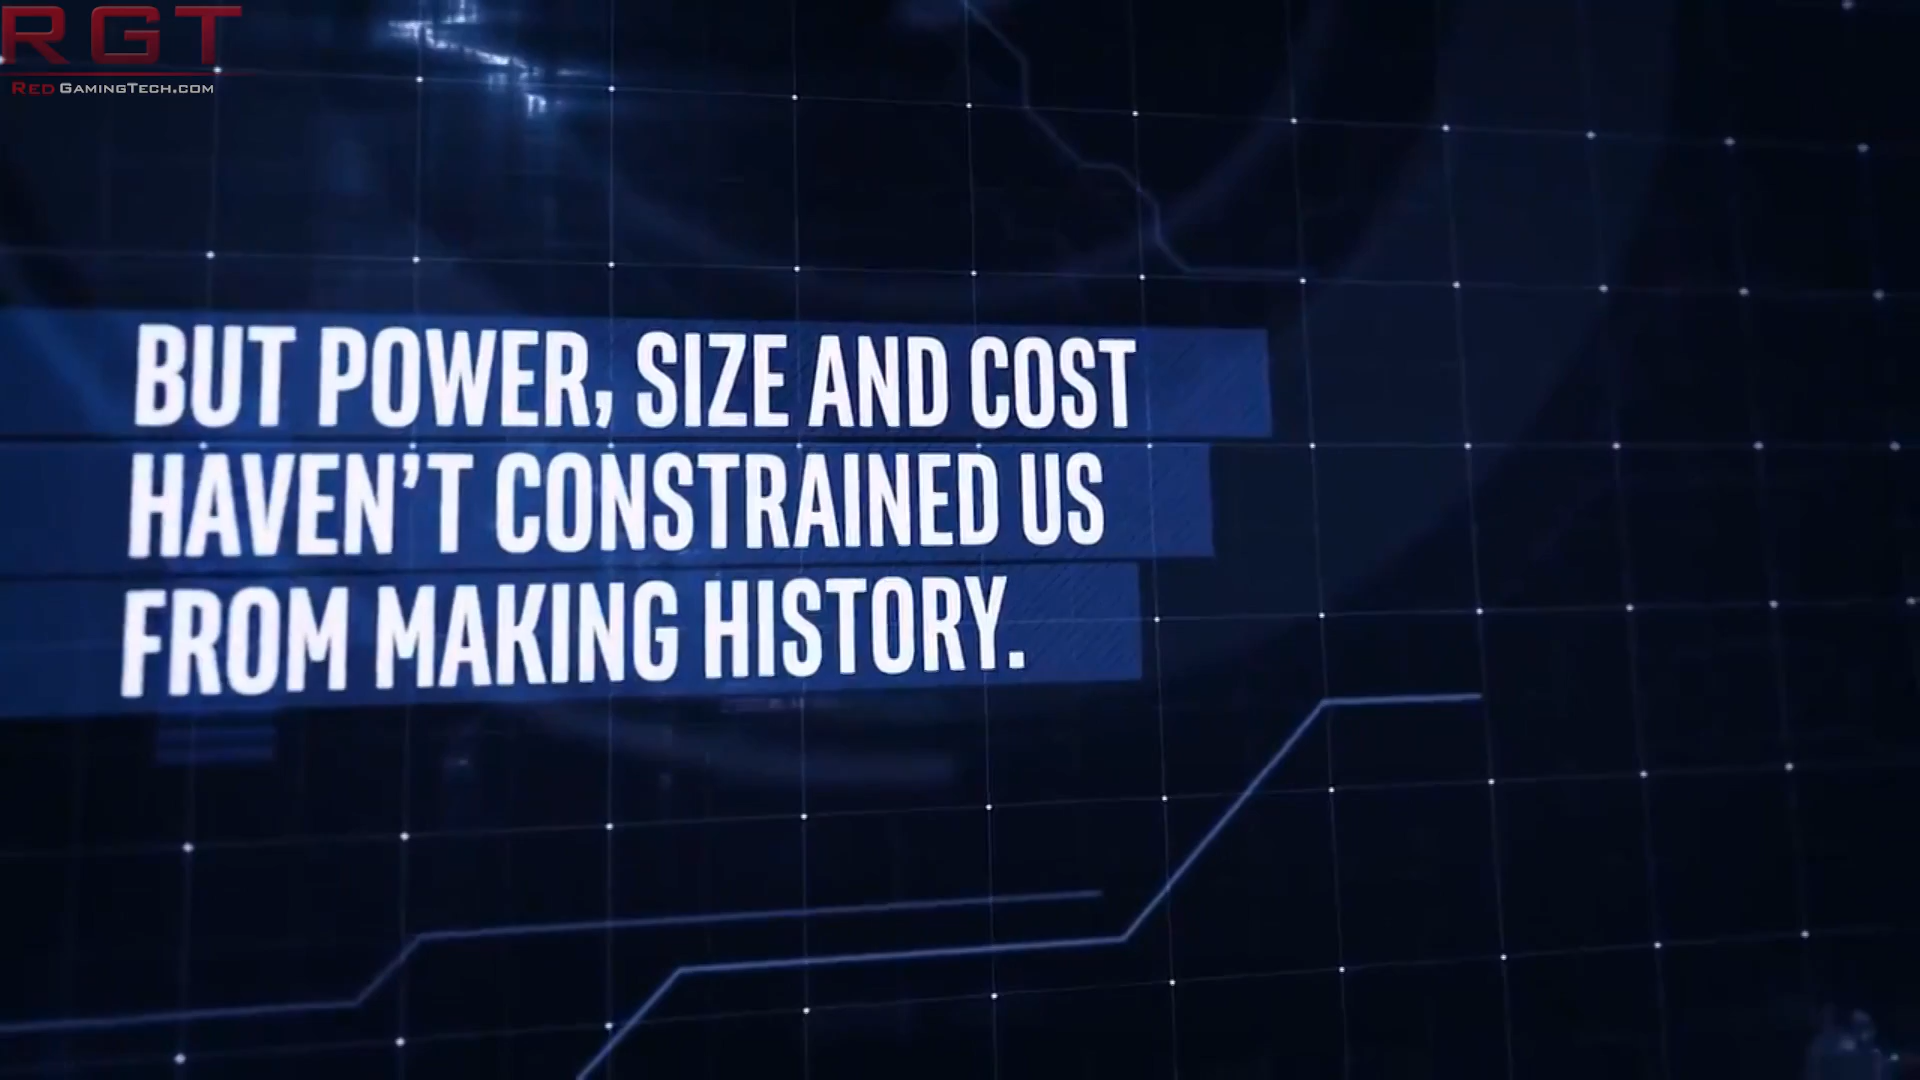 RGT
RED GAMINGTECH.COM
BUT POWER, SIZE AND COST
HAVEN'T CONSTRAINED US
FROM MAKING HISTORY.